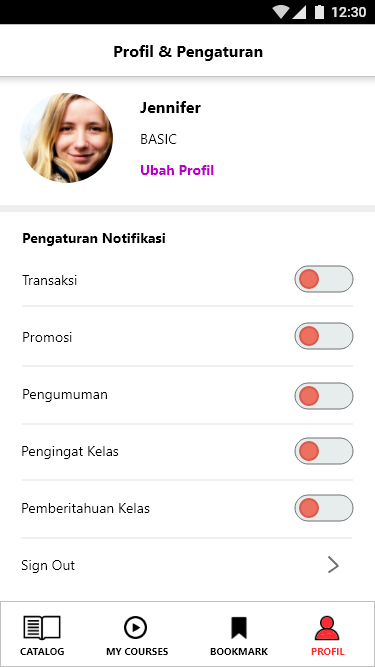 12:30
Profil & Pengaturan
Jennifer
BASIC
Ubah Profil
Pengaturan Notifikasi
Transaksi
Promosi
Pengumuman
Pengingat Kelas
Pemberitahuan Kelas
Sign Out
CATALOG MY COURSES BOOKMARK PROFIL